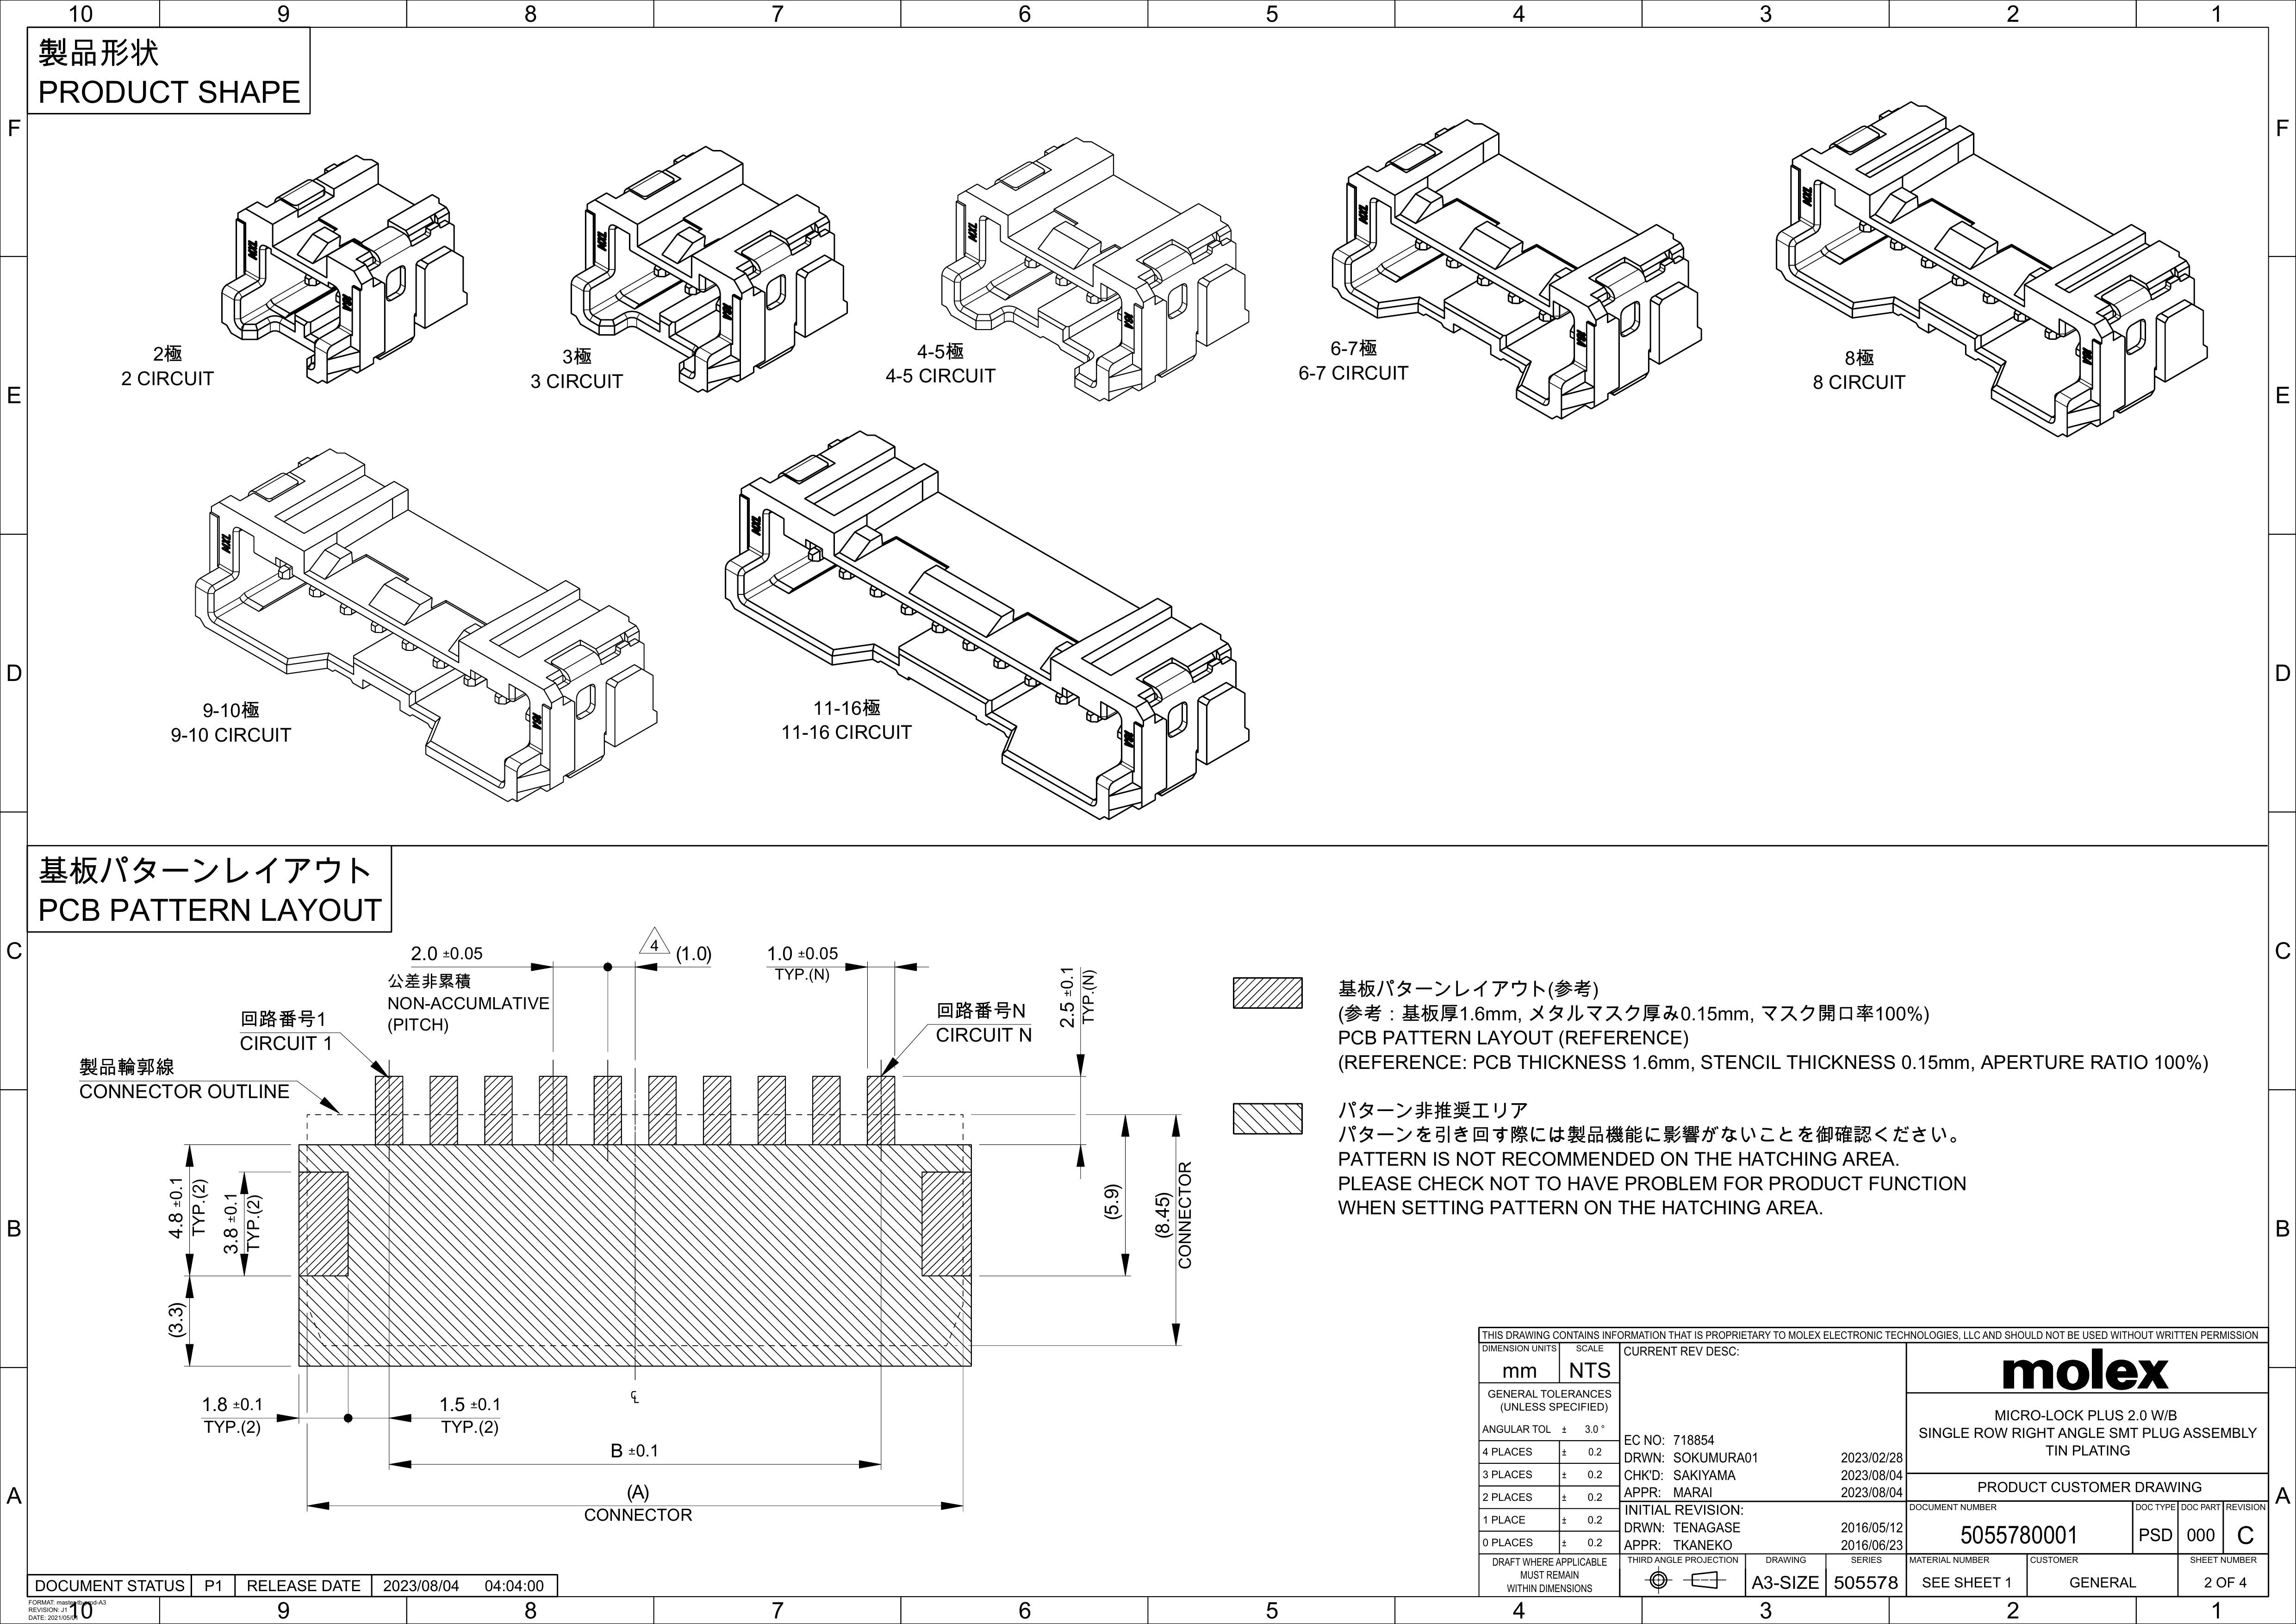 10 9 8 7 6 5 4 3 2 1
製品形状
PRODUCT SHAPE
F F
MXL
MXL
MXL
MXL
MXL
2極
2 CIRCUIT
3極
3 CIRCUIT
4-5極
4-5 CIRCUIT
6-7極
6-7 CIRCUIT
8極
8 CIRCUIT
E E
MXL
MXL
D D
9-10極
9-10 CIRCUIT
11-16極
11-16 CIRCUIT
基板パターンレイアウト
PCB PATTERN LAYOUT
C C
2.0 ±0.05
公差非累積
NON-ACCUMLATIVE
(PITCH)
4
(1.0)
1.0 ±0.05
TYP.(N)
2.5 ±0.1
TYP.(N)
回路番号1
CIRCUIT 1
回路番号N
CIRCUIT N
製品輪郭線
CONNECTOR OUTLINE
4.8 ±0.1
TYP.(2)
3.8 ±0.1
TYP.(2)
(3.3)
(5.9)
(8.45)
CONNECTOR
1.8 ±0.1
TYP.(2)
1.5 ±0.1
TYP.(2)
℄
B ±0.1
(A)
CONNECTOR
基板パターンレイアウト(参考)
(参考：基板厚1.6mm, メタルマスク厚み0.15mm, マスク開口率100%)
PCB PATTERN LAYOUT (REFERENCE)
(REFERENCE: PCB THICKNESS 1.6mm, STENCIL THICKNESS 0.15mm, APERTURE RATIO 100%)
パターン非推奨エリア
パターンを引き回す際には製品機能に影響がないことを御確認ください。
PATTERN IS NOT RECOMMENDED ON THE HATCHING AREA.
PLEASE CHECK NOT TO HAVE PROBLEM FOR PRODUCT FUNCTION
WHEN SETTING PATTERN ON THE HATCHING AREA.
B B
A A
THIS DRAWING CONTAINS INFORMATION THAT IS PROPRIETARY TO MOLEX ELECTRONIC TECHNOLOGIES, LLC AND SHOULD NOT BE USED WITHOUT WRITTEN PERMISSION
DIMENSION UNITS
mm
SCALE
NTS
GENERAL TOLERANCES
(UNLESS SPECIFIED)
ANGULAR TOL ± 3.0 °
4 PLACES ± 0.2
3 PLACES ± 0.2
2 PLACES ± 0.2
1 PLACE ± 0.2
0 PLACES ± 0.2
DRAFT WHERE APPLICABLE
MUST REMAIN
WITHIN DIMENSIONS
CURRENT REV DESC:
EC NO: 718854
DRWN: SOKUMURA01 2023/02/28
CHK'D: SAKIYAMA 2023/08/04
APPR: MARAI 2023/08/04
INITIAL REVISION:
DRWN: TENAGASE 2016/05/12
APPR: TKANEKO 2016/06/23
THIRD ANGLE PROJECTION
DRAWING
A3-SIZE
SERIES
505578
molex
MICRO-LOCK PLUS 2.0 W/B
SINGLE ROW RIGHT ANGLE SMT PLUG ASSEMBLY
TIN PLATING
PRODUCT CUSTOMER DRAWING
DOCUMENT NUMBER
5055780001
DOC TYPE
PSD
DOC PART
000
REVISION
C
MATERIAL NUMBER
SEE SHEET 1
CUSTOMER
GENERAL
SHEET NUMBER
2 OF 4
DOCUMENT STATUS P1 RELEASE DATE 2023/08/04 04:04:00
REVISION: J1
10 9 8 7 6 5 4 3 2 1